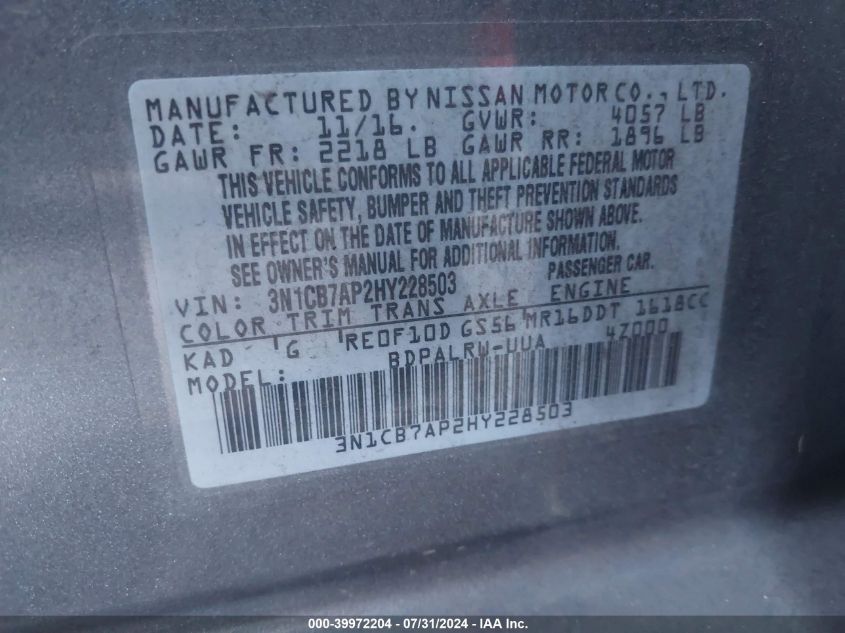 MANUFACTURED BY NISSAN MOTOR CO., LTD.
DATE: 11/16. GVWR: 4057 LB
GAWR FR: 2218 LB GAWR RR: 1896 LB
THIS VEHICLE CONFORMS TO ALL APPLICABLE FEDERAL MOTOR
VEHICLE SAFETY, BUMPER AND THEFT PREVENTION STANDARDS
IN EFFECT ON THE DATE OF MANUFACTURE SHOWN ABOVE.
SEE OWNER'S MANUAL FOR ADDITIONAL INFORMATION.
VIN: 3N1CB7AP2HY228503 PASSENGER CAR.
COLOR TRIM TRANS AXLE ENGINE
KAD G RE0F10D GS56 MR16DDT 1618CC
MODEL: BDPALRW-UUA 4Z000
3N1CB7AP2HY228503
000-39972204 / 07/31/2024 - IAA Inc.